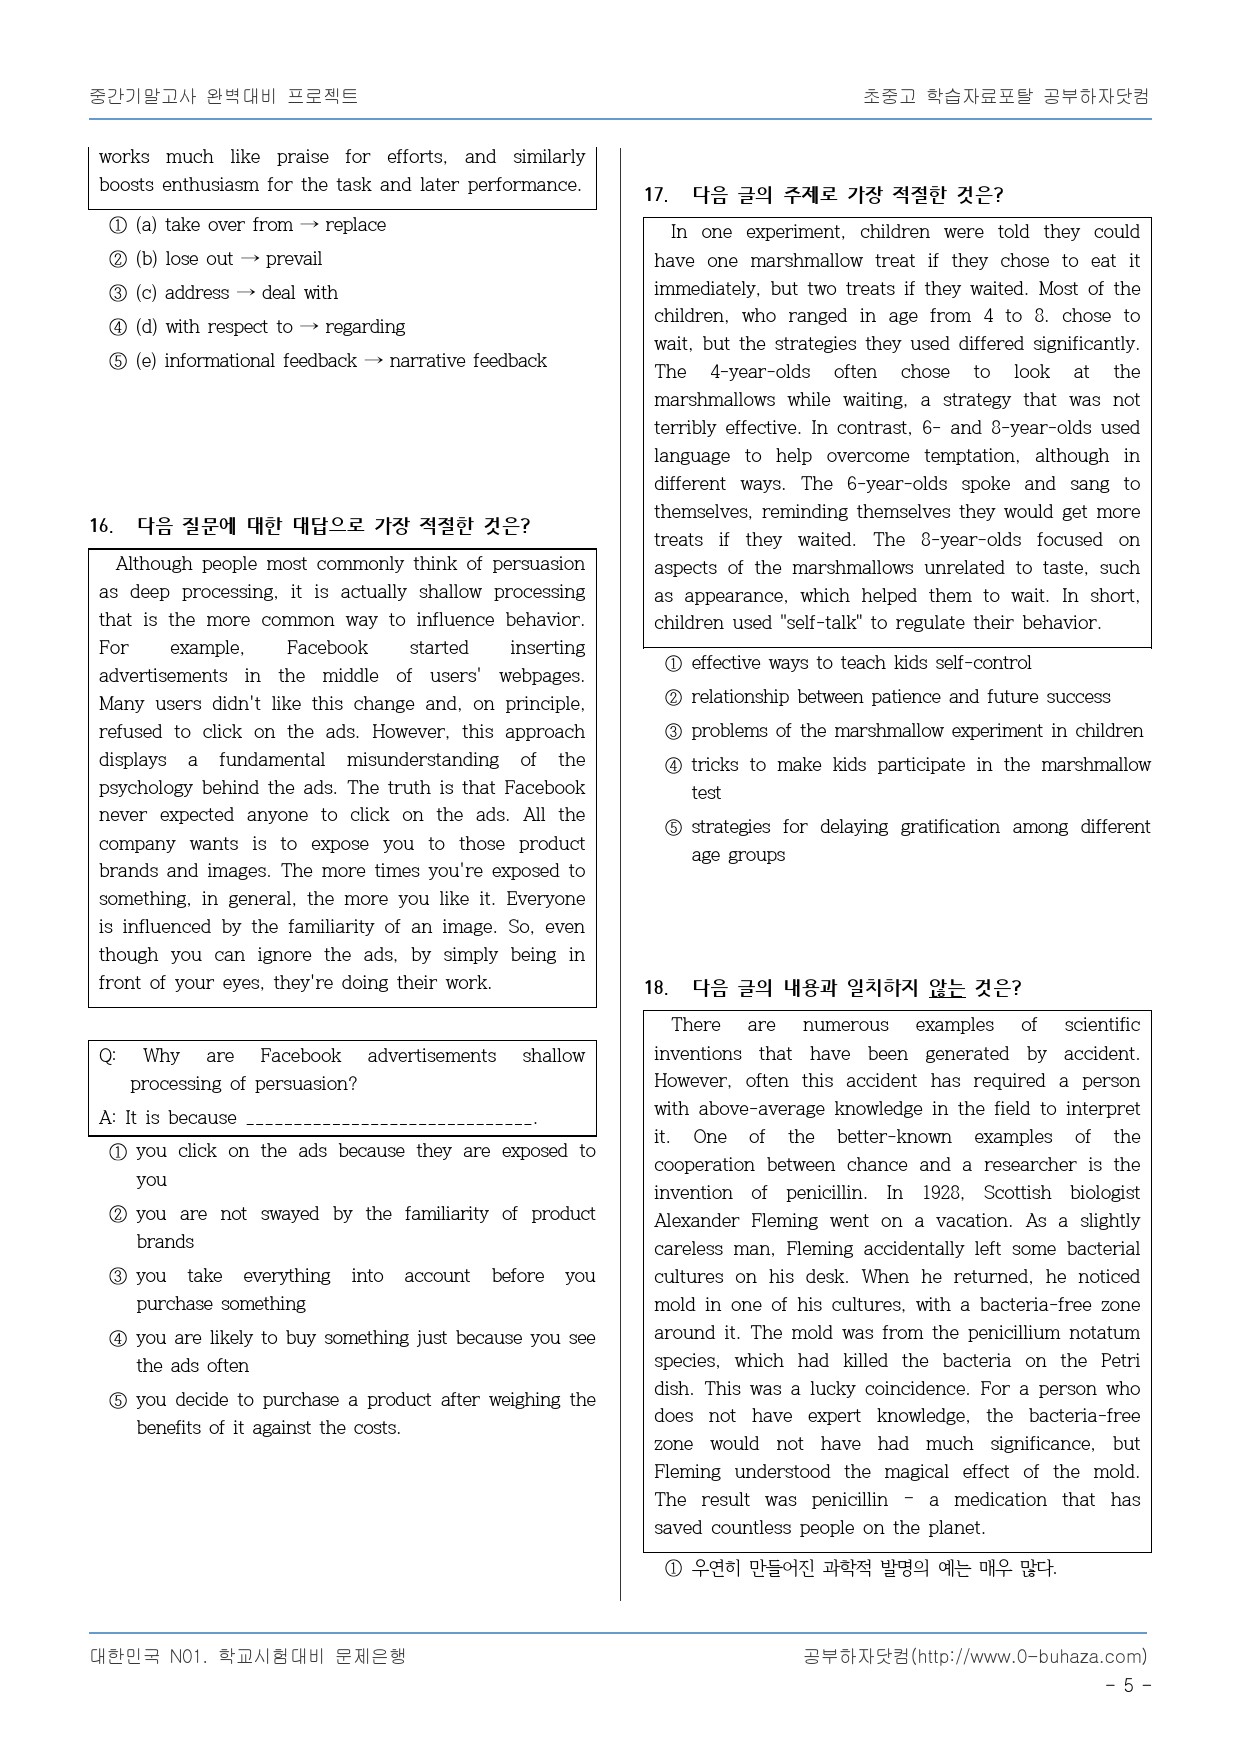 중간기말고사 완벽대비 프로젝트
초중고 학습자료포탈 공부하자닷컴
works much like praise for efforts, and similarly
boosts enthusiasm for the task and later performance.
① (a) take over from → replace
② (b) lose out → prevail
③ (c) address → deal with
④ (d) with respect to → regarding
⑤ (e) informational feedback → narrative feedback
16. 다음 질문에 대한 대답으로 가장 적절한 것은?
Although people most commonly think of persuasion
as deep processing, it is actually shallow processing
that is the more common way to influence behavior.
For example, Facebook started inserting
advertisements in the middle of users' webpages.
Many users didn't like this change and, on principle,
refused to click on the ads. However, this approach
displays a fundamental misunderstanding of the
psychology behind the ads. The truth is that Facebook
never expected anyone to click on the ads. All the
company wants is to expose you to those product
brands and images. The more times you're exposed to
something, in general, the more you like it. Everyone
is influenced by the familiarity of an image. So, even
though you can ignore the ads, by simply being in
front of your eyes, they're doing their work.
Q: Why are Facebook advertisements shallow
processing of persuasion?
A: It is because ______________________________.
① you click on the ads because they are exposed to
you
② you are not swayed by the familiarity of product
brands
③ you take everything into account before you
purchase something
④ you are likely to buy something just because you see
the ads often
⑤ you decide to purchase a product after weighing the
benefits of it against the costs.
17. 다음 글의 주제로 가장 적절한 것은?
In one experiment, children were told they could
have one marshmallow treat if they chose to eat it
immediately, but two treats if they waited. Most of the
children, who ranged in age from 4 to 8. chose to
wait, but the strategies they used differed significantly.
The 4-year-olds often chose to look at the
marshmallows while waiting, a strategy that was not
terribly effective. In contrast, 6- and 8-year-olds used
language to help overcome temptation, although in
different ways. The 6-year-olds spoke and sang to
themselves, reminding themselves they would get more
treats if they waited. The 8-year-olds focused on
aspects of the marshmallows unrelated to taste, such
as appearance, which helped them to wait. In short,
children used "self-talk" to regulate their behavior.
① effective ways to teach kids self-control
② relationship between patience and future success
③ problems of the marshmallow experiment in children
④ tricks to make kids participate in the marshmallow
test
⑤ strategies for delaying gratification among different
age groups
18. 다음 글의 내용과 일치하지 않는 것은?
There are numerous examples of scientific
inventions that have been generated by accident.
However, often this accident has required a person
with above-average knowledge in the field to interpret
it. One of the better-known examples of the
cooperation between chance and a researcher is the
invention of penicillin. In 1928, Scottish biologist
Alexander Fleming went on a vacation. As a slightly
careless man, Fleming accidentally left some bacterial
cultures on his desk. When he returned, he noticed
mold in one of his cultures, with a bacteria-free zone
around it. The mold was from the penicillium notatum
species, which had killed the bacteria on the Petri
dish. This was a lucky coincidence. For a person who
does not have expert knowledge, the bacteria-free
zone would not have had much significance, but
Fleming understood the magical effect of the mold.
The result was penicillin - a medication that has
saved countless people on the planet.
① 우연히 만들어진 과학적 발명의 예는 매우 많다.
대한민국 N01. 학교시험대비 문제은행
공부하자닷컴(http://www.0-buhaza.com)
- 5 -